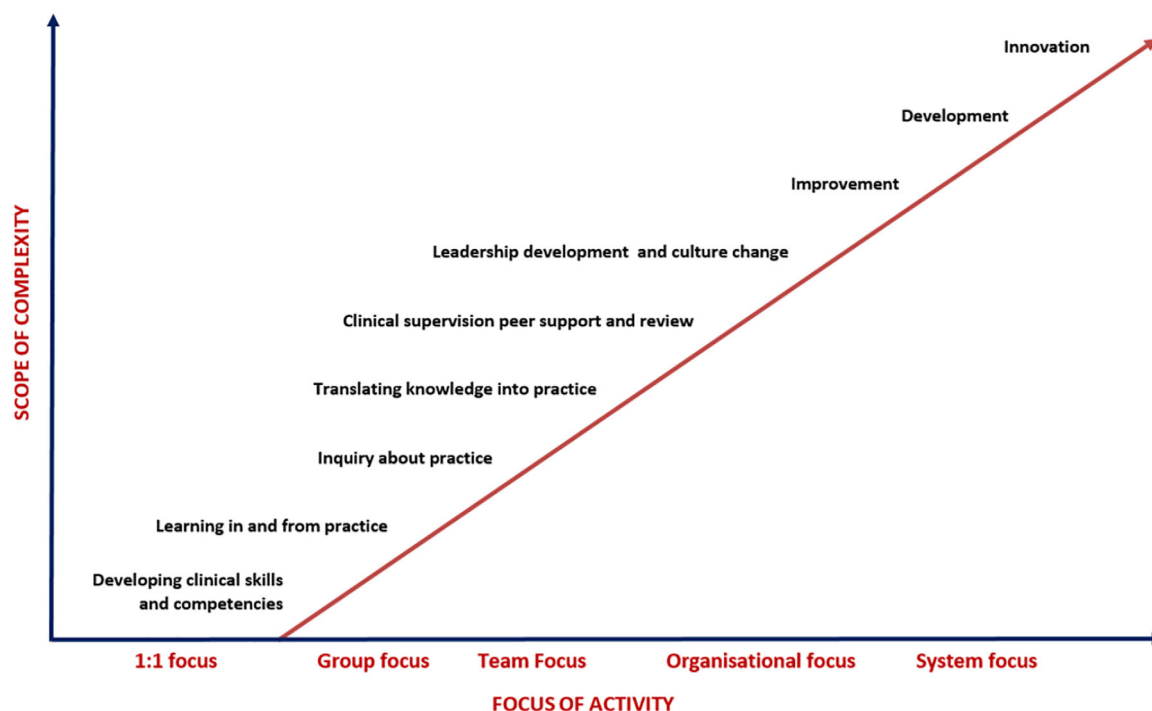 Innovation
Development
Improvement
Leadership development and culture change
Clinical supervision peer support and review
Translating knowledge into practice
Inquiry about practice
Learning in and from practice
Developing clinical skills
and competencies
SCOPE OF COMPLEXITY
1:1 focus
Group focus
Team Focus
Organisational focus
System focus
FOCUS OF ACTIVITY